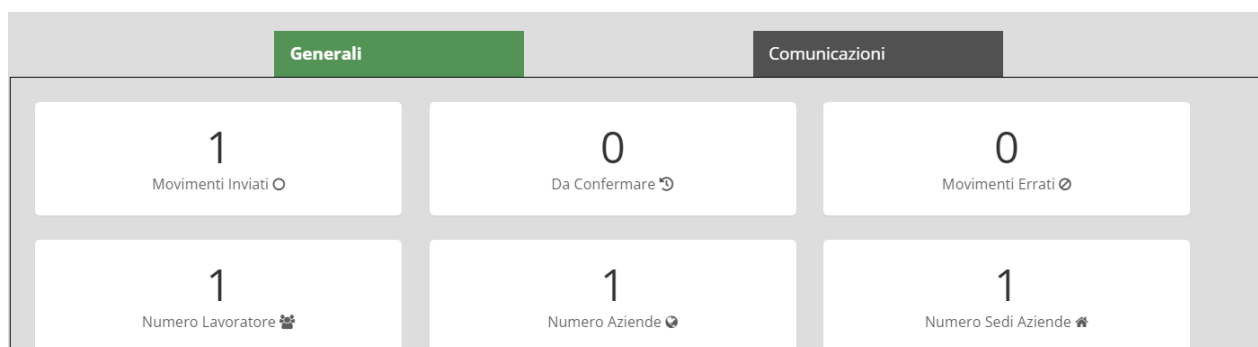 Generali Comunicazioni
1 0 0
Movimenti Inviati Da Confermare Movimenti Errati
1 1 1
Numero Lavoratore Numero Aziende Numero Sedi Aziende